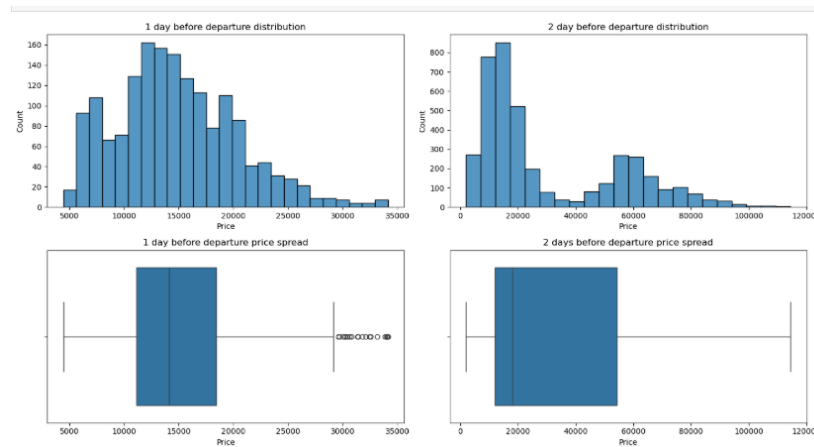 1 day before departure distribution
160
140
120
100
80
60
40
20
0
Count
5000 10000 15000 20000 25000 30000 35000
Price
2 day before departure distribution
800
700
600
500
400
300
200
100
0
Count
0 20000 40000 60000 80000 100000 12000
Price
1 day before departure price spread
5000 10000 15000 20000 25000 30000 35000
Price
2 days before departure price spread
0 20000 40000 60000 80000 100000 12000
Price